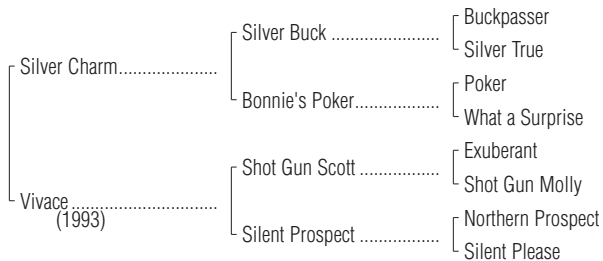 Buckpasser
Silver Buck ......................
Silver True
Silver Charm.....................
Poker
Bonnie's Poker..................
What a Surprise
Exuberant
Shot Gun Scott .................
Shot Gun Molly
Vivace ...............................
(1993)
Northern Prospect
Silent Prospect .................
Silent Please